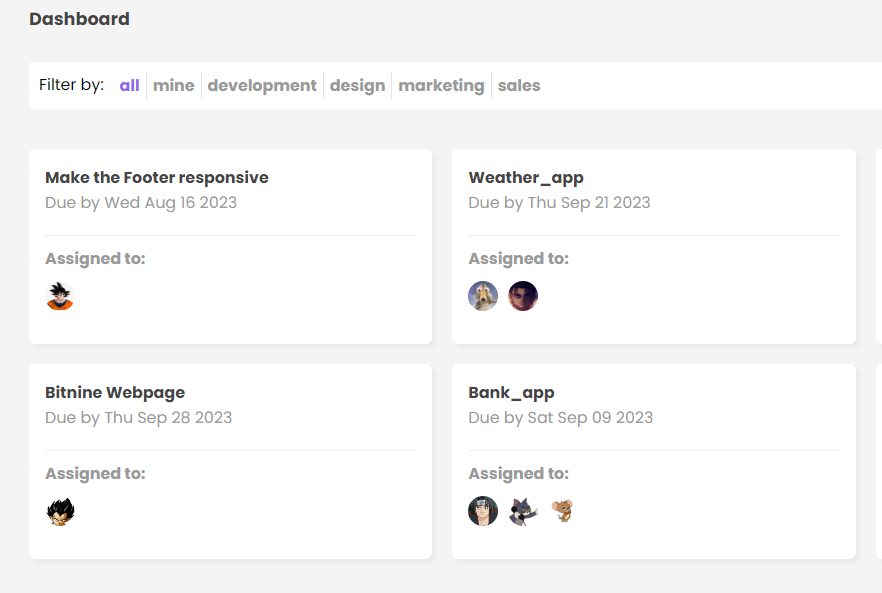 Dashboard
Filter by: all mine development design marketing sales
Make the Footer responsive
Due by Wed Aug 16 2023
Assigned to:
Weather_app
Due by Thu Sep 21 2023
Assigned to:
Bitnine Webpage
Due by Thu Sep 28 2023
Assigned to:
Bank_app
Due by Sat Sep 09 2023
Assigned to: